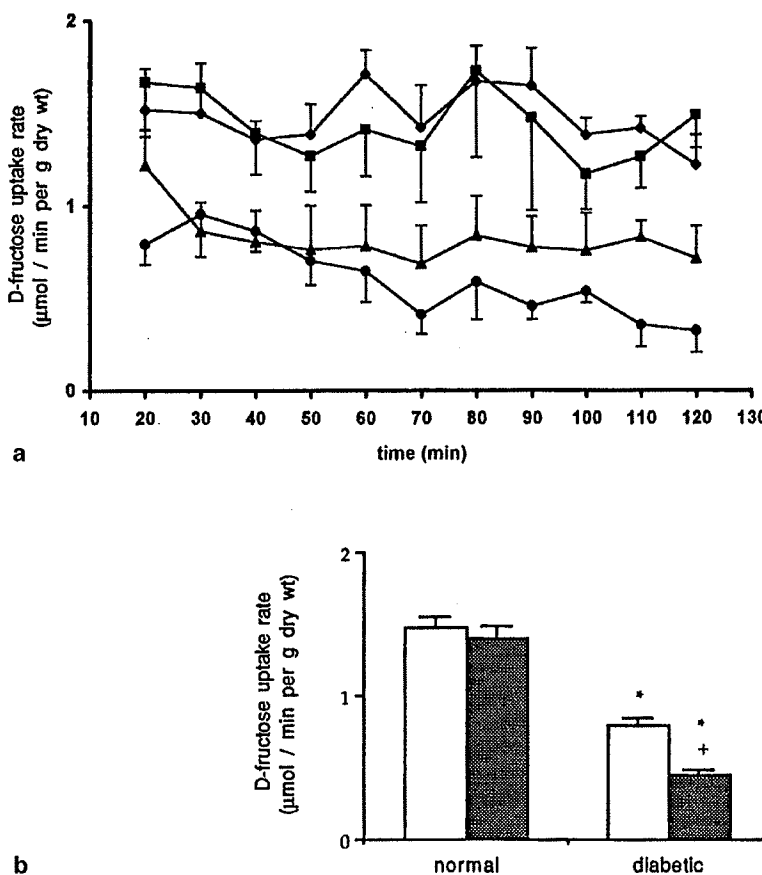 D-fructose uptake rate
(µmol / min per g dry wt)
2
1
0
10 20 30 40 50 60 70 80 90 100 110 120 130
time (min)
a
D-fructose uptake rate
(µmol / min per g dry wt)
2
1
0
*
*
+
normal diabetic
b